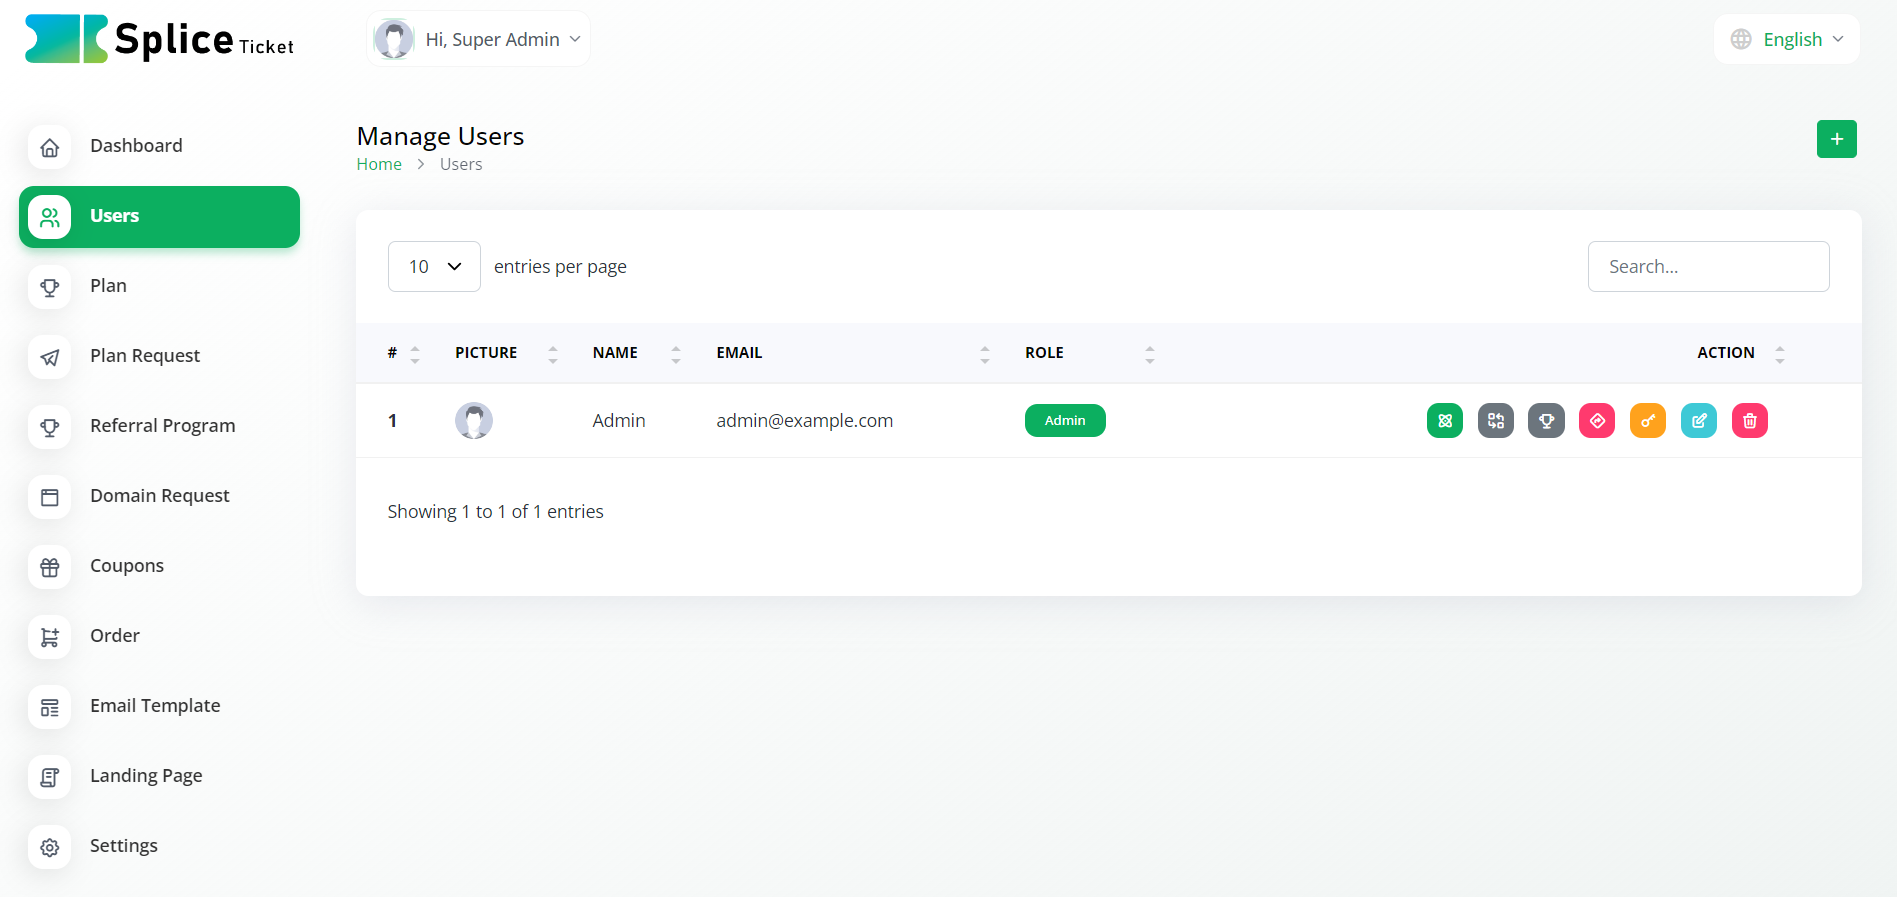 Splice Ticket
Hi, Super Admin
English
Dashboard
Users
Plan
Plan Request
Referral Program
Domain Request
Coupons
Order
Email Template
Landing Page
Settings
Manage Users
Home > Users
+
10 entries per page
Search...
# PICTURE NAME EMAIL ROLE ACTION
1 Admin admin@example.com Admin
Showing 1 to 1 of 1 entries